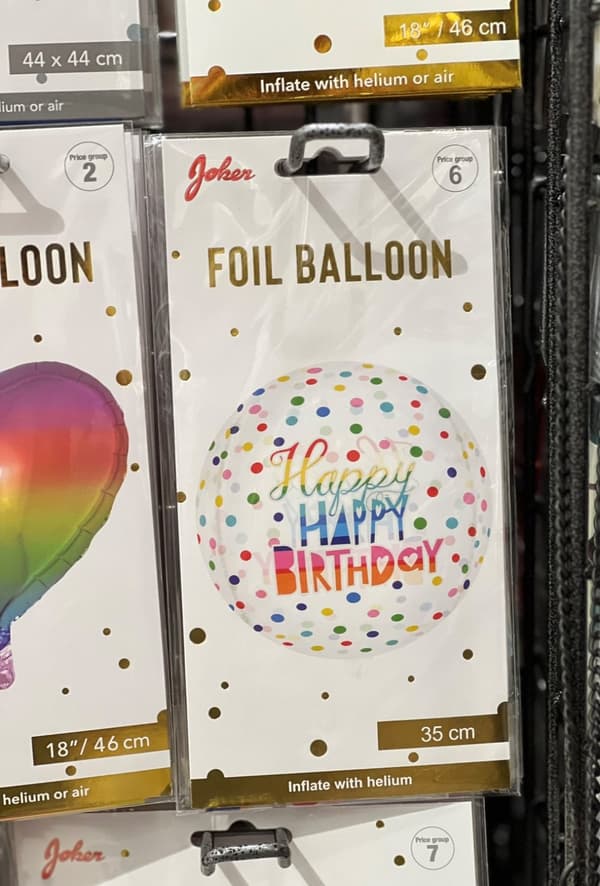 44 x 44 cm
ium or air
18" / 46 cm
Inflate with helium or air
Price group
2
LOON
18"/ 46 cm
helium or air
Joker
Price group
6
FOIL BALLOON
Happy
HAPPY
BIRTHDAY
35 cm
Inflate with helium
Joker
Price group
7